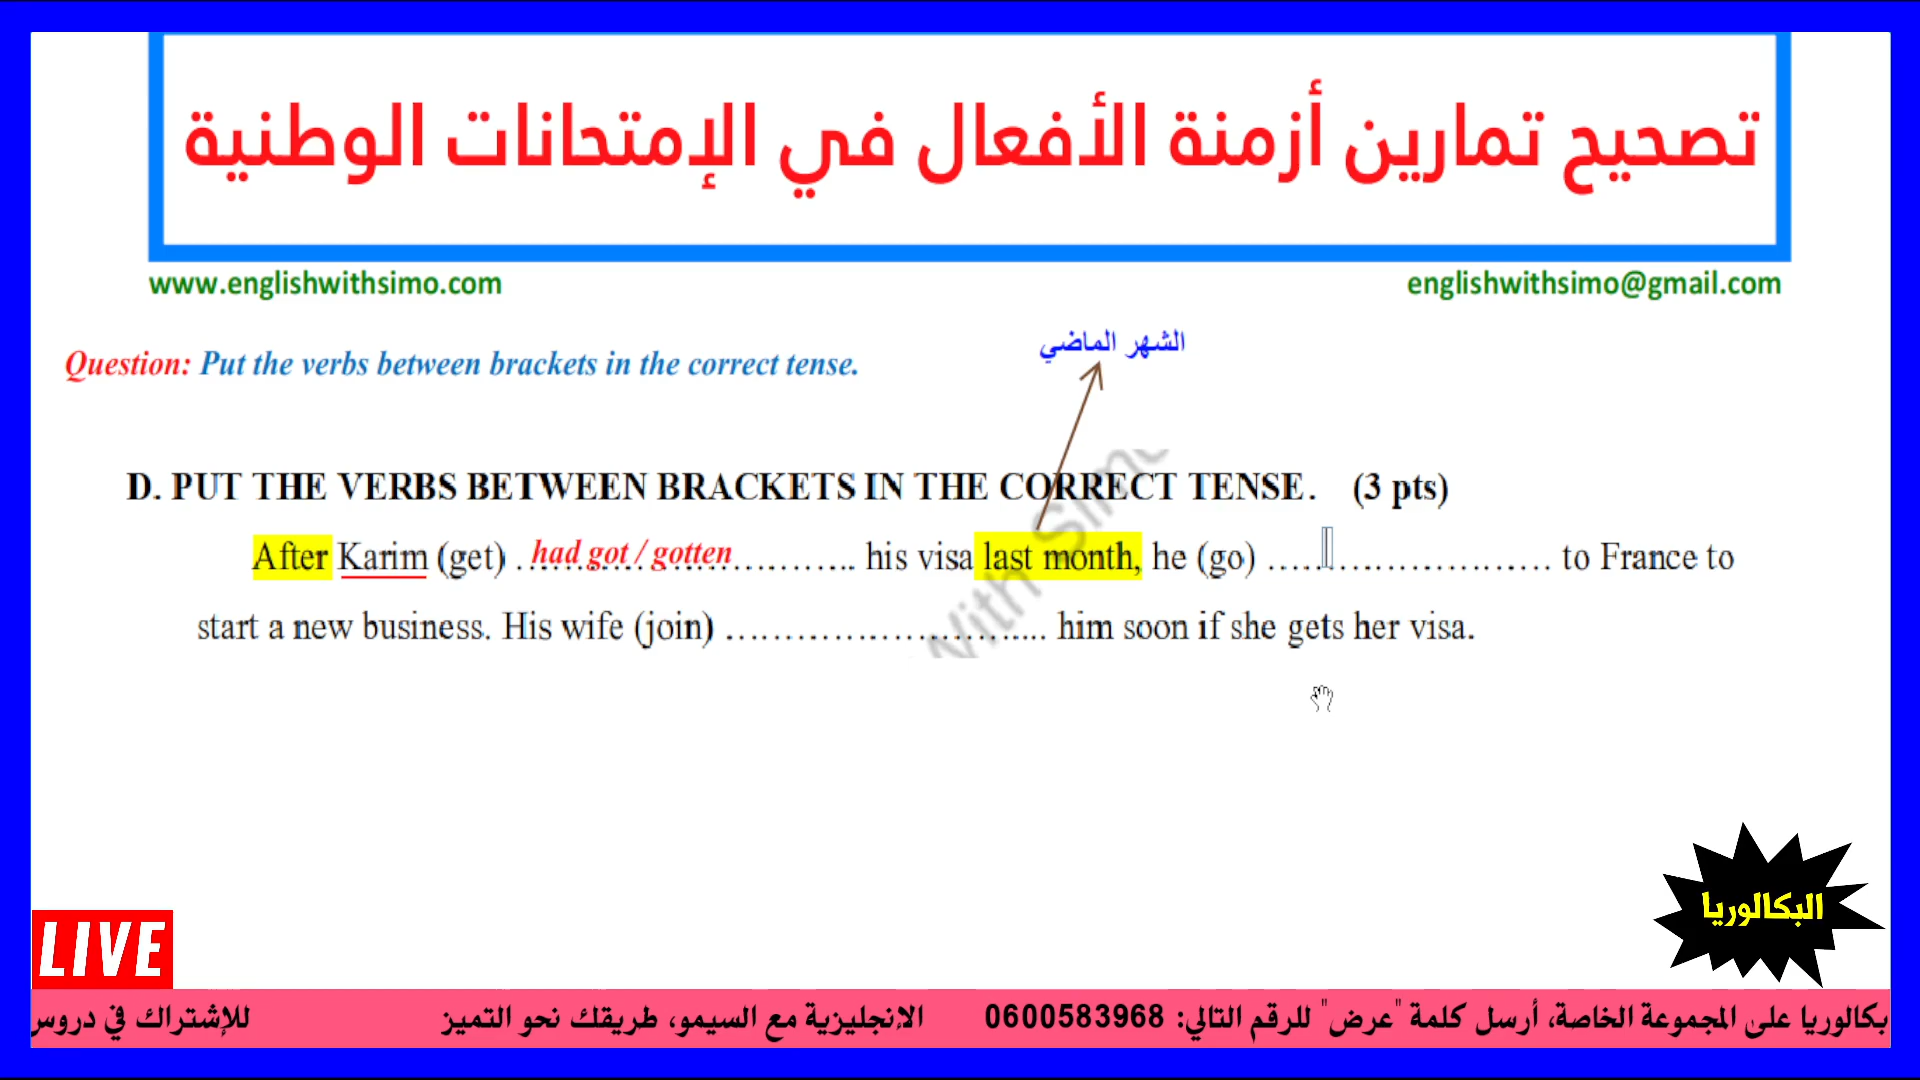 تصحيح تمارين أزمنة الأفعال في الإمتحانات الوطنية
www.englishwithsimo.com
englishwithsimo@gmail.com
الشهر الماضي
Question: Put the verbs between brackets in the correct tense.
D. PUT THE VERBS BETWEEN BRACKETS IN THE CORRECT TENSE. (3 pts)
After Karim (get) had got / gotten ……….. his visa last month, he (go) ………………………… to France to
start a new business. His wife (join) …………………………... him soon if she gets her visa.
With Simo
البكالوريا
LIVE
بكالوريا على المجموعة الخاصة، أرسل كلمة "عرض" للرقم التالي: 0600583968 الانجليزية مع السيمو، طريقك نحو التميز للإشتراك في دروس